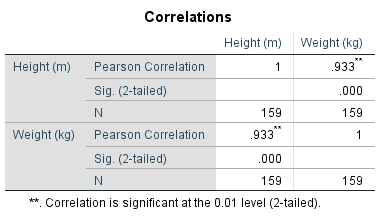 Correlations
Height (m) Weight (kg)
Height (m) Pearson Correlation 1 .933**
Sig. (2-tailed) .000
N 159 159
Weight (kg) Pearson Correlation .933** 1
Sig. (2-tailed) .000
N 159 159
**. Correlation is significant at the 0.01 level (2-tailed).